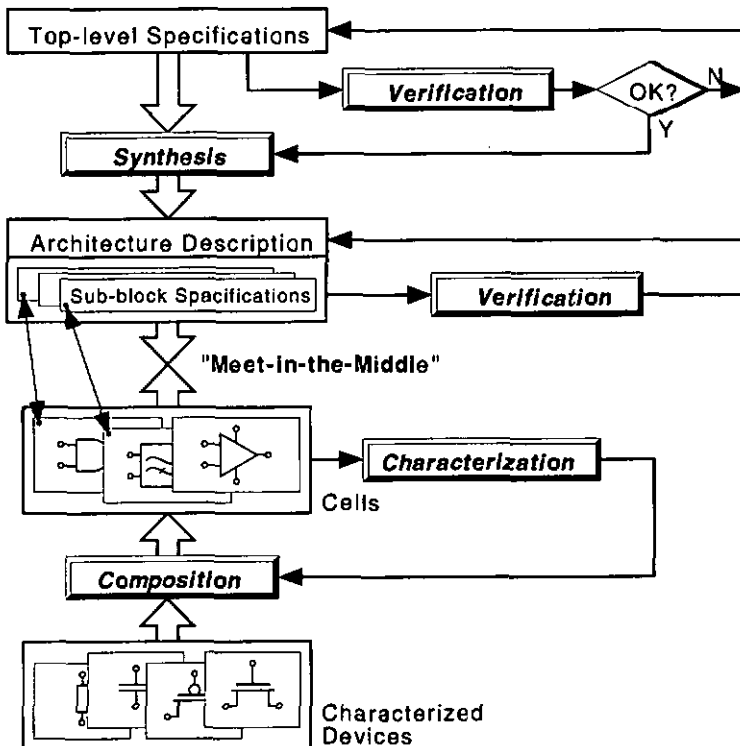 Top-level Specifications
Verification
OK?
N
Y
Synthesis
Architecture Description
Sub-block Spacifications
Verification
"Meet-in-the-Middle"
Characterization
Cells
Composition
Characterized
Devices